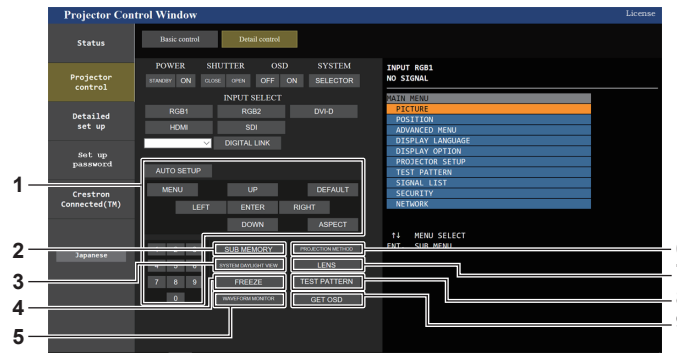 Projector Control Window
License
Status
Projector control
Detailed set up
Set up password
Crestron Connected(TM)
Japanese
Basic control
Detail control
POWER SHUTTER OSD SYSTEM
STANDBY ON CLOSE OPEN OFF ON SELECTOR
INPUT SELECT
RGB1 RGB2 DVI-D
HDMI SDI
DIGITAL LINK
AUTO SETUP
MENU UP DEFAULT
LEFT ENTER RIGHT
DOWN ASPECT
SUB MEMORY PROJECTION METHOD
SYSTEM DAYLIGHT VIEW LENS
7 8 9 FREEZE TEST PATTERN
0 WAVEFORM MONITOR GET OSD
INPUT RGB1
NO SIGNAL
MAIN MENU
PICTURE
POSITION
ADVANCED MENU
DISPLAY LANGUAGE
DISPLAY OPTION
PROJECTOR SETUP
TEST PATTERN
SIGNAL LIST
SECURITY
NETWORK
↑↓ MENU SELECT
ENT SUB MENU
1
2
3
4
5